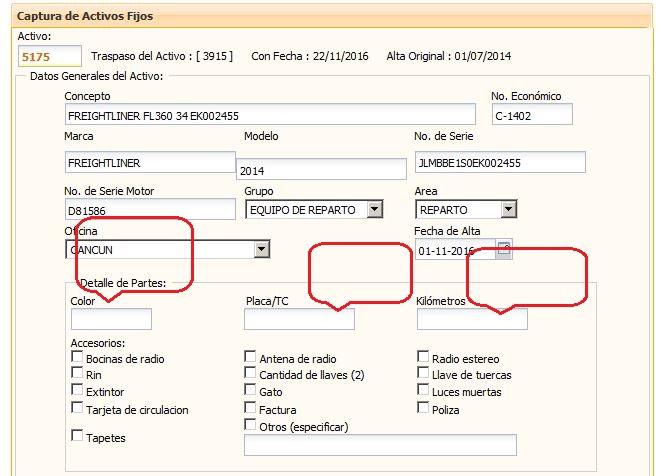 Captura de Activos Fijos
Activo:
5175 Traspaso del Activo : [ 3915 ] Con Fecha : 22/11/2016 Alta Original : 01/07/2014
Datos Generales del Activo:
Concepto No. Económico
FREIGHTLINER FL360 34 EK002455 C-1402
Marca Modelo No. de Serie
FREIGHTLINER 2014 JLMBBE1S0EK002455
No. de Serie Motor Grupo Area
D81586 EQUIPO DE REPARTO REPARTO
Oficina Fecha de Alta
CANCUN 01-11-2016
Detalle de Partes:
Color Placa/TC Kilómetros
Accesorios:
Bocinas de radio Antena de radio Radio estereo
Rin Cantidad de llaves (2) Llave de tuercas
Extintor Gato Luces muertas
Tarjeta de circulacion Factura Poliza
Tapetes Otros (especificar)